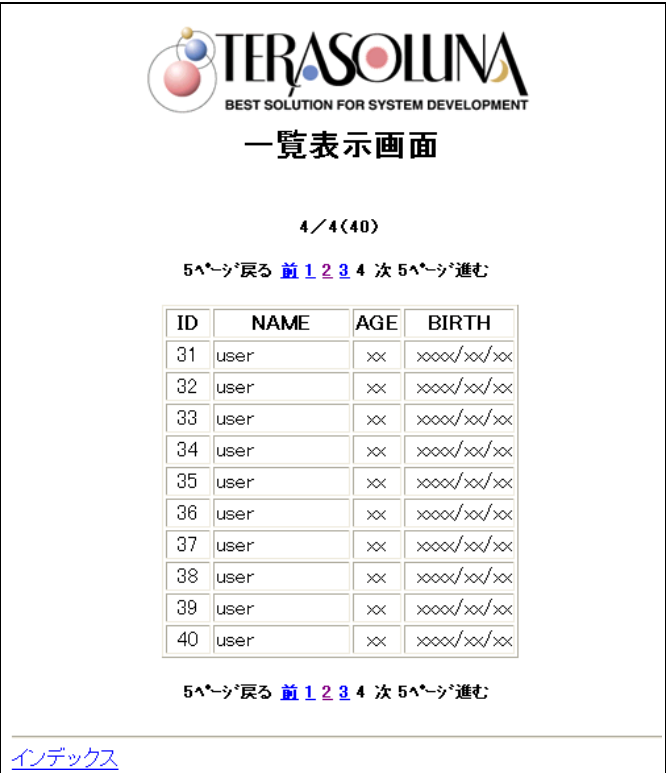 TERASOLUNA
BEST SOLUTION FOR SYSTEM DEVELOPMENT
一覧表示画面
4/4(40)
5ページ戻る 前 1 2 3 4 次 5ページ進む
ID NAME AGE BIRTH
31 user xx xxxx/xx/xx
32 user xx xxxx/xx/xx
33 user xx xxxx/xx/xx
34 user xx xxxx/xx/xx
35 user xx xxxx/xx/xx
36 user xx xxxx/xx/xx
37 user xx xxxx/xx/xx
38 user xx xxxx/xx/xx
39 user xx xxxx/xx/xx
40 user xx xxxx/xx/xx
5ページ戻る 前 1 2 3 4 次 5ページ進む
インデックス